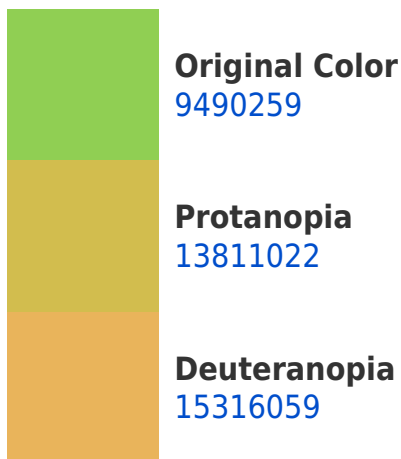 Original Color
9490259
Protanopia
13811022
Deuteranopia
15316059